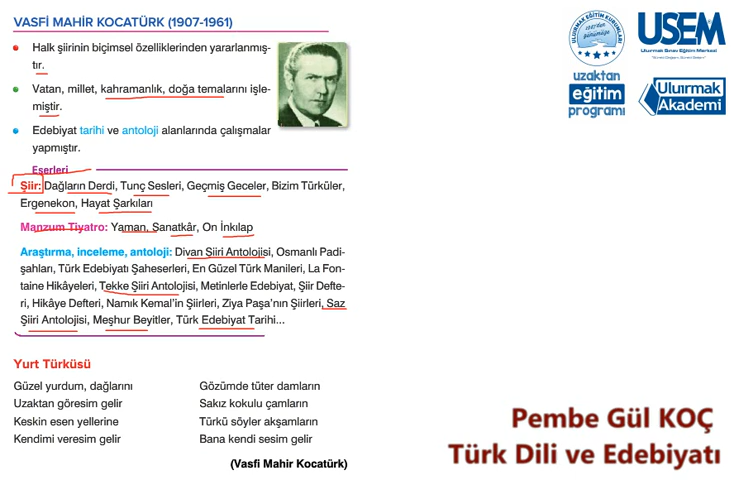 VASFİ MAHİR KOCATÜRK (1907-1961)
Halk şiirinin biçimsel özelliklerinden yararlanmış-
tır.
Vatan, millet, kahramanlık, doğa temalarını işle-
miştir.
Edebiyat tarihi ve antoloji alanlarında çalışmalar
yapmıştır.
Eserleri
Şiir: Dağların Derdi, Tunç Sesleri, Geçmiş Geceler, Bizim Türküler,
Ergenekon, Hayat Şarkıları
Manzum Tiyatro: Yaman, Sanatkâr, On İnkılap
Araştırma, inceleme, antoloji: Divan Şiiri Antolojisi, Osmanlı Padi-
şahları, Türk Edebiyatı Şaheserleri, En Güzel Türk Manileri, La Fon-
taine Hikâyeleri, Tekke Şiiri Antolojisi, Metinlerle Edebiyat, Şiir Defte-
ri, Hikâye Defteri, Namık Kemal'in Şiirleri, Ziya Paşa'nın Şiirleri, Saz
Şiiri Antolojisi, Meşhur Beyitler, Türk Edebiyat Tarihi...
Yurt Türküsü
Güzel yurdum, dağlarını
Uzaktan göresim gelir
Keskin esen yellerine
Kendimi veresim gelir
Gözümde tüter damların
Sakız kokulu çamların
Türkü söyler akşamların
Bana kendi sesim gelir
(Vasfi Mahir Kocatürk)
ULUIRMAK EĞİTİM KURUMLARI
USEM
Uluırmak Sınav Eğitim Merkezi
uzaktan
eğitim
programı
Uluırmak
Akademi
Pembe Gül KOÇ
Türk Dili ve Edebiyatı